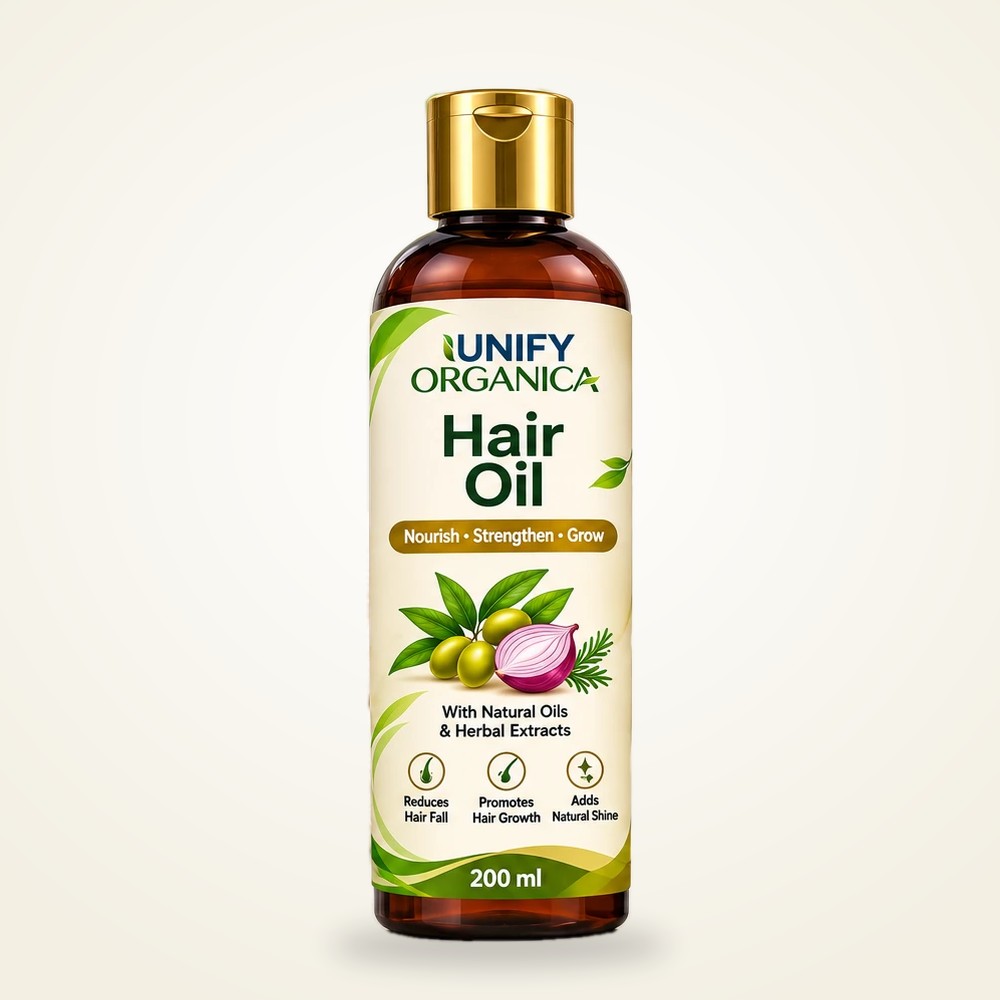 UNIFY
ORGANICA
Hair
Oil
Nourish • Strengthen • Grow
With Natural Oils
& Herbal Extracts
Reduces
Hair Fall
Promotes
Hair Growth
Adds
Natural Shine
200 ml